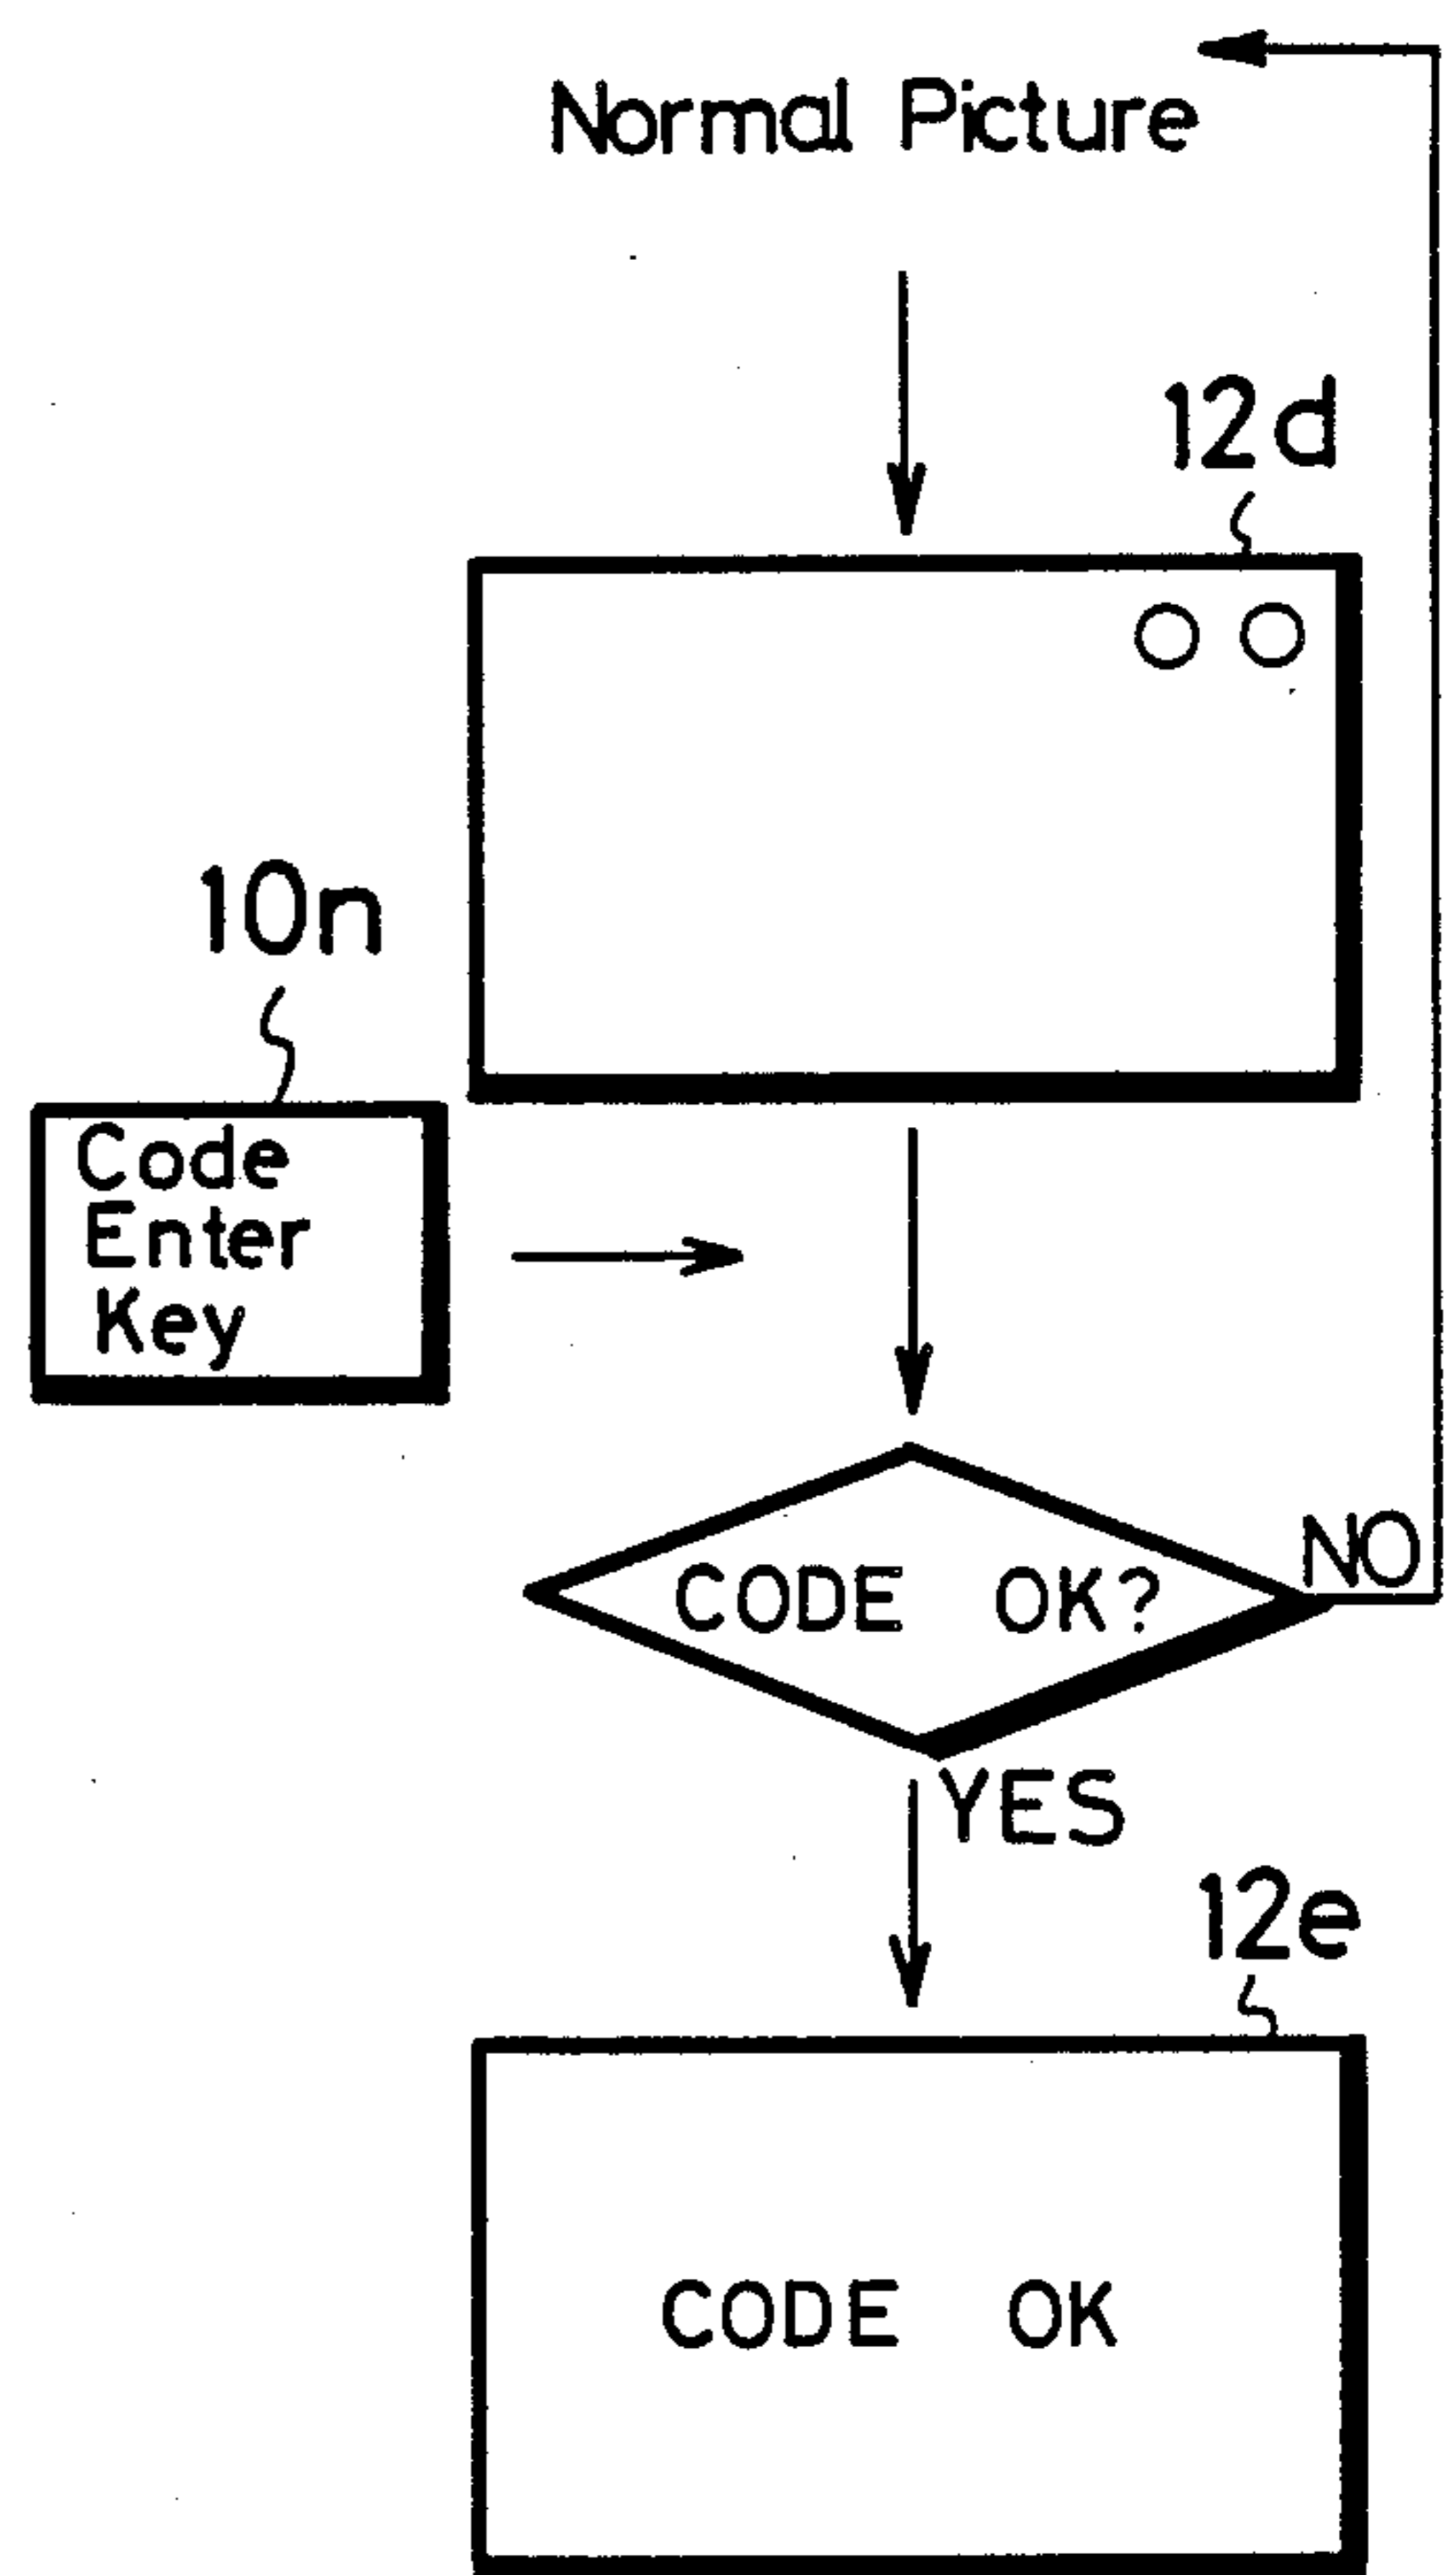 Normal Picture
12d
○ ○
10n
Code
Enter
Key
CODE OK?
NO
YES
12e
CODE OK